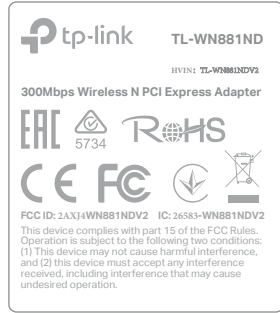 tp-link TL-WN881ND
HVIN: TL-WN881NDV2
300Mbps Wireless N PCI Express Adapter
EAC 5734 RoHS
CE FC
FCC ID: 2AXJ4WN881NDV2 IC: 26583-WN881NDV2
This device complies with part 15 of the FCC Rules.
Operation is subject to the following two conditions:
(1) This device may not cause harmful interference,
and (2) this device must accept any interference
received, including interference that may cause
undesired operation.